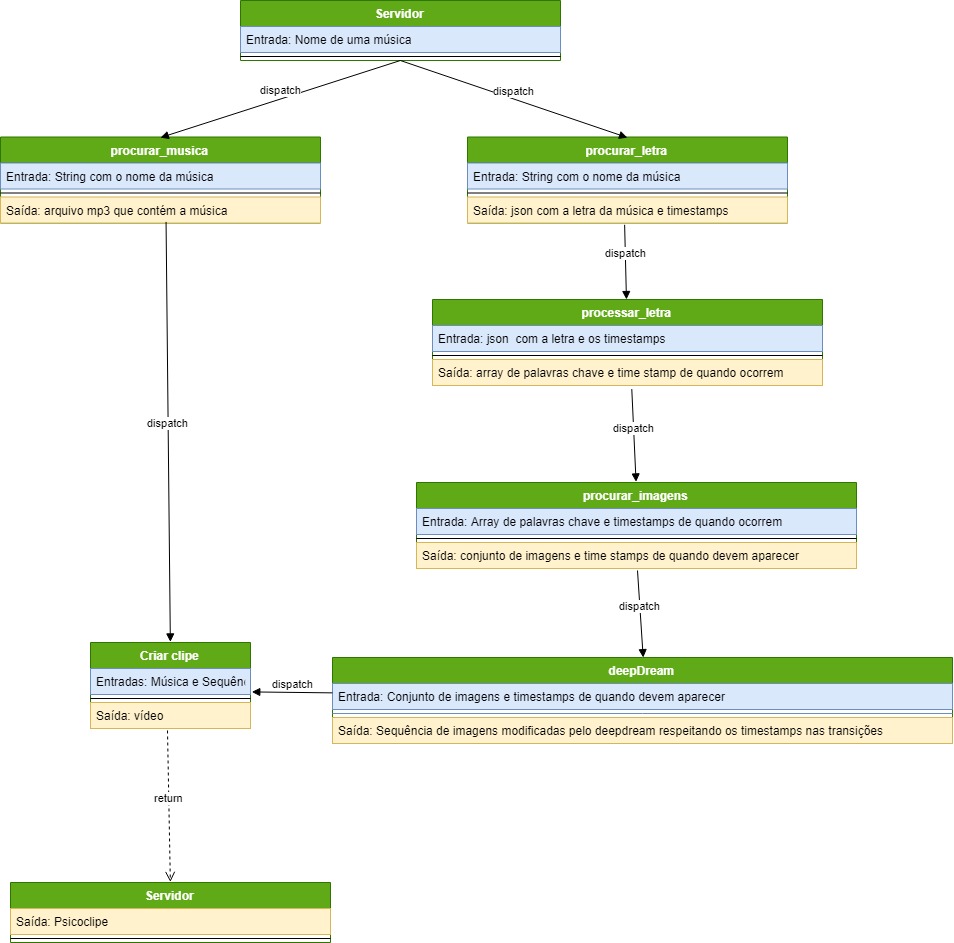 Servidor
Entrada: Nome de uma música
dispatch
dispatch
procurar_musica
Entrada: String com o nome da música
Saída: arquivo mp3 que contém a música
procurar_letra
Entrada: String com o nome da música
Saída: json com a letra da música e timestamps
dispatch
processar_letra
Entrada: json  com a letra e os timestamps
Saída: array de palavras chave e time stamp de quando ocorrem
dispatch
dispatch
procurar_imagens
Entrada: Array de palavras chave e timestamps de quando ocorrem
Saída: conjunto de imagens e time stamps de quando devem aparecer
dispatch
Criar clipe
Entradas: Música e Sequên
Saída: vídeo
dispatch
deepDream
Entrada: Conjunto de imagens e timestamps de quando devem aparecer
Saída: Sequência de imagens modificadas pelo deepdream respeitando os timestamps nas transições
return
Servidor
Saída: Psicoclipe